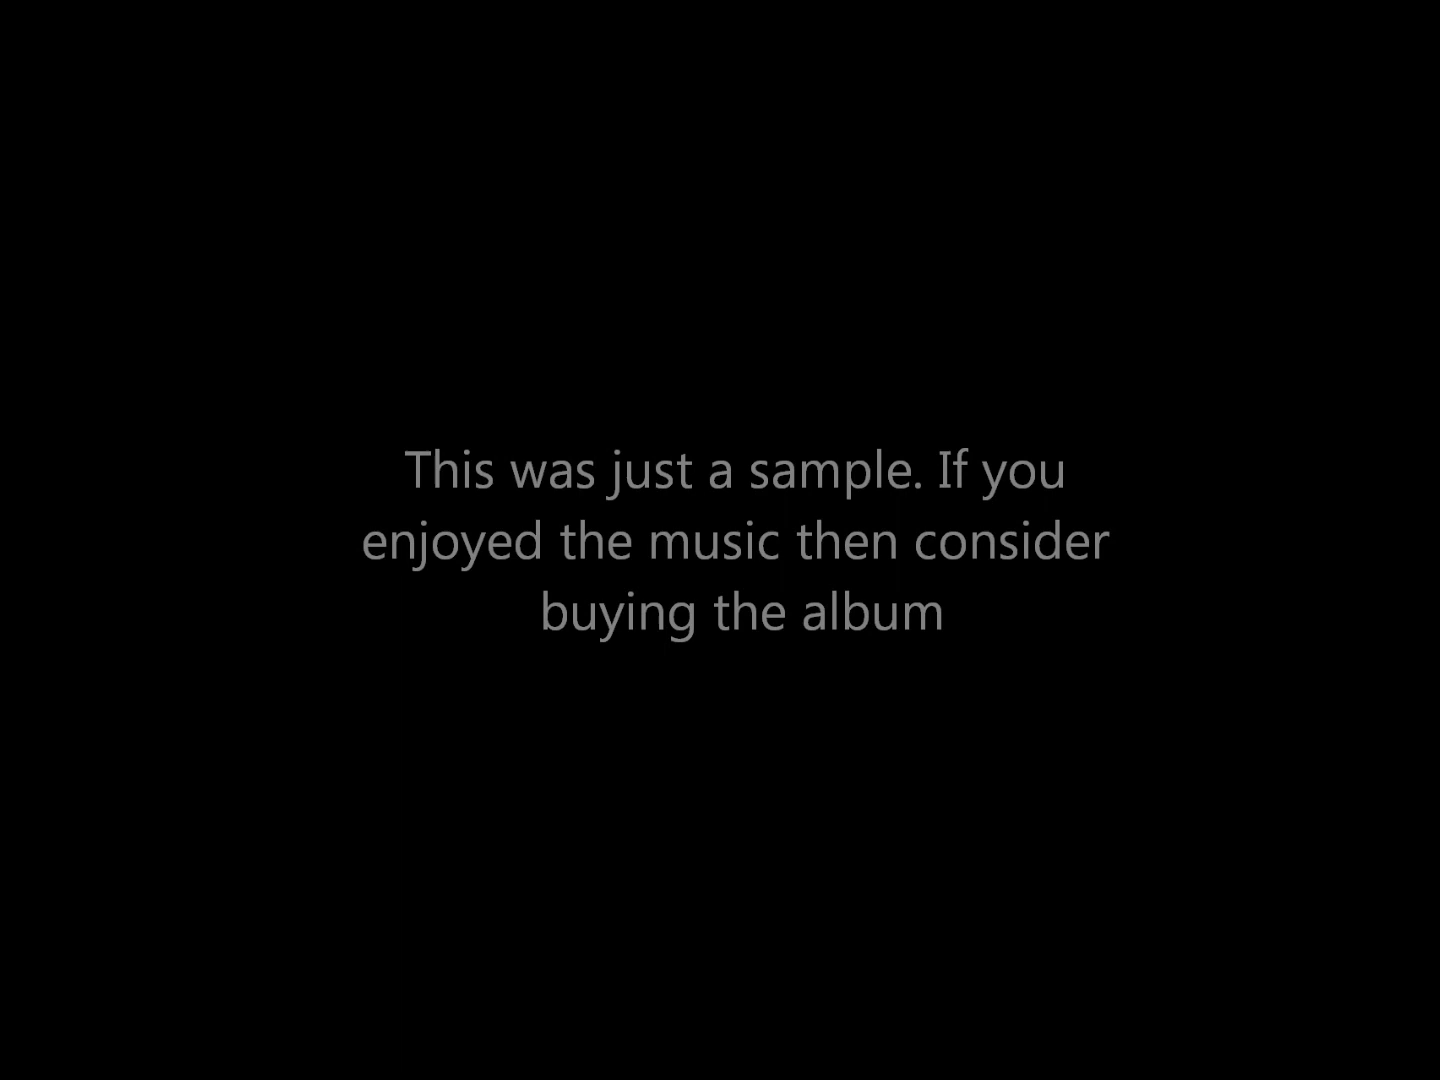 This was just a sample. If you
enjoyed the music then consider
buying the album